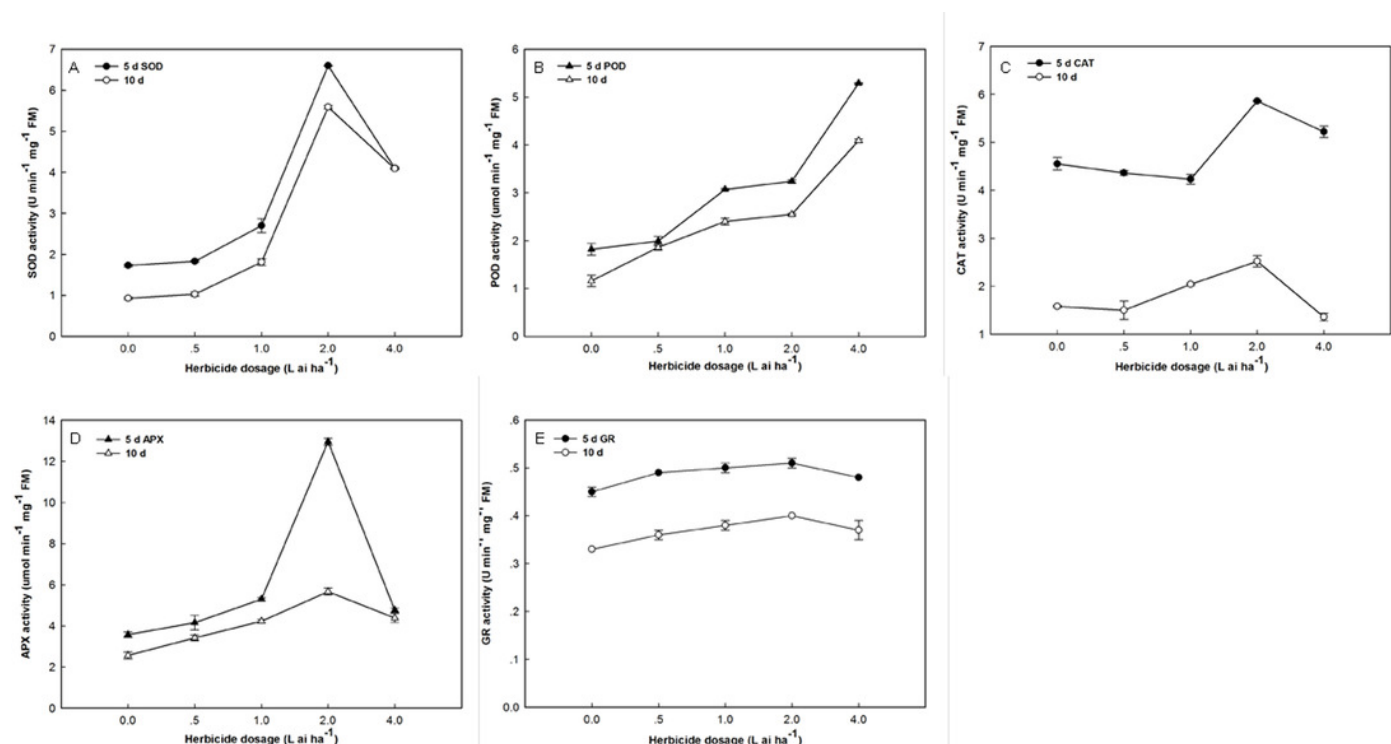 A
5 d SOD
10 d
SOD activity (U min⁻¹ mg⁻¹ FM)
7
6
5
4
3
2
1
0
0.0 .5 1.0 2.0 4.0
Herbicide dosage (L ai ha⁻¹)
B
5 d POD
10 d
POD activity (umol min⁻¹ mg⁻¹ FM)
6
5
4
3
2
1
0
0.0 .5 1.0 2.0 4.0
Herbicide dosage (L ai ha⁻¹)
C
5 d CAT
10 d
CAT activity (U min⁻¹ mg⁻¹ FM)
7
6
5
4
3
2
1
0.0 .5 1.0 2.0 4.0
Herbicide dosage (L ai ha⁻¹)
D
5 d APX
10 d
APX activity (umol min⁻¹ mg⁻¹ FM)
14
12
10
8
6
4
2
0
0.0 .5 1.0 2.0 4.0
Herbicide dosage (L ai ha⁻¹)
E
5 d GR
10 d
GR activity (U min⁻¹ mg⁻¹ FM)
.6
.5
.4
.3
.2
.1
0.0
0.0 .5 1.0 2.0 4.0
Herbicide dosage (L ai ha⁻¹)